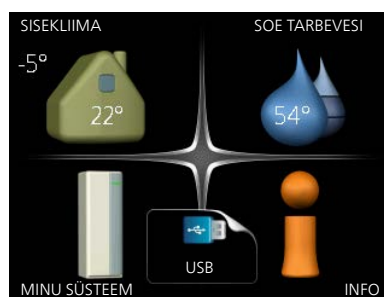 SISEKLIIMA
SOE TARBEVESI
-5°
22°
54°
USB
MINU SÜSTEEM
INFO